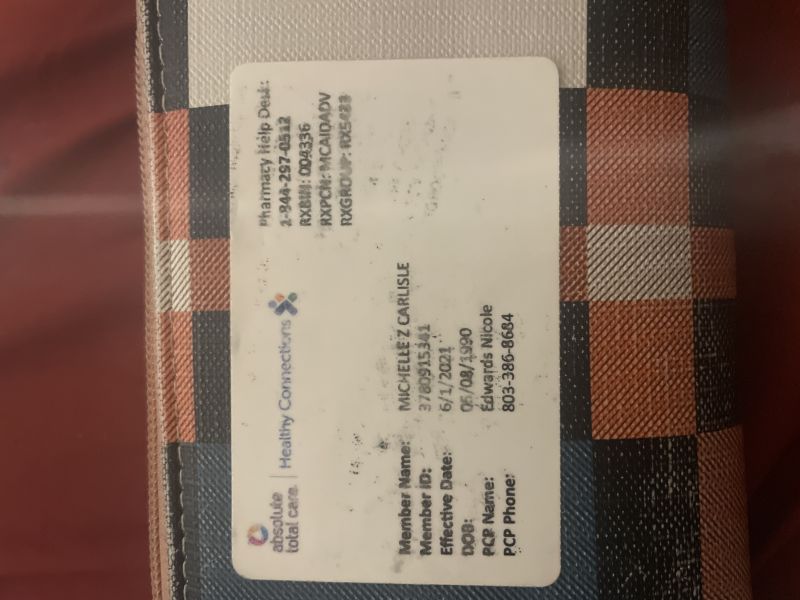 absolute total care.
Healthy Connections
Pharmacy Help Desk:
1-844-297-0512
RXBIN: 004336
RXPCN: MCAIDADV
RXGROUP: RX5483
Member Name: MICHELLE Z CARLISLE
Member ID: 3780915341
Effective Date: 6/1/2021
DOB: 05/08/1990
PCP Name: Edwards Nicole
PCP Phone: 803-386-8684